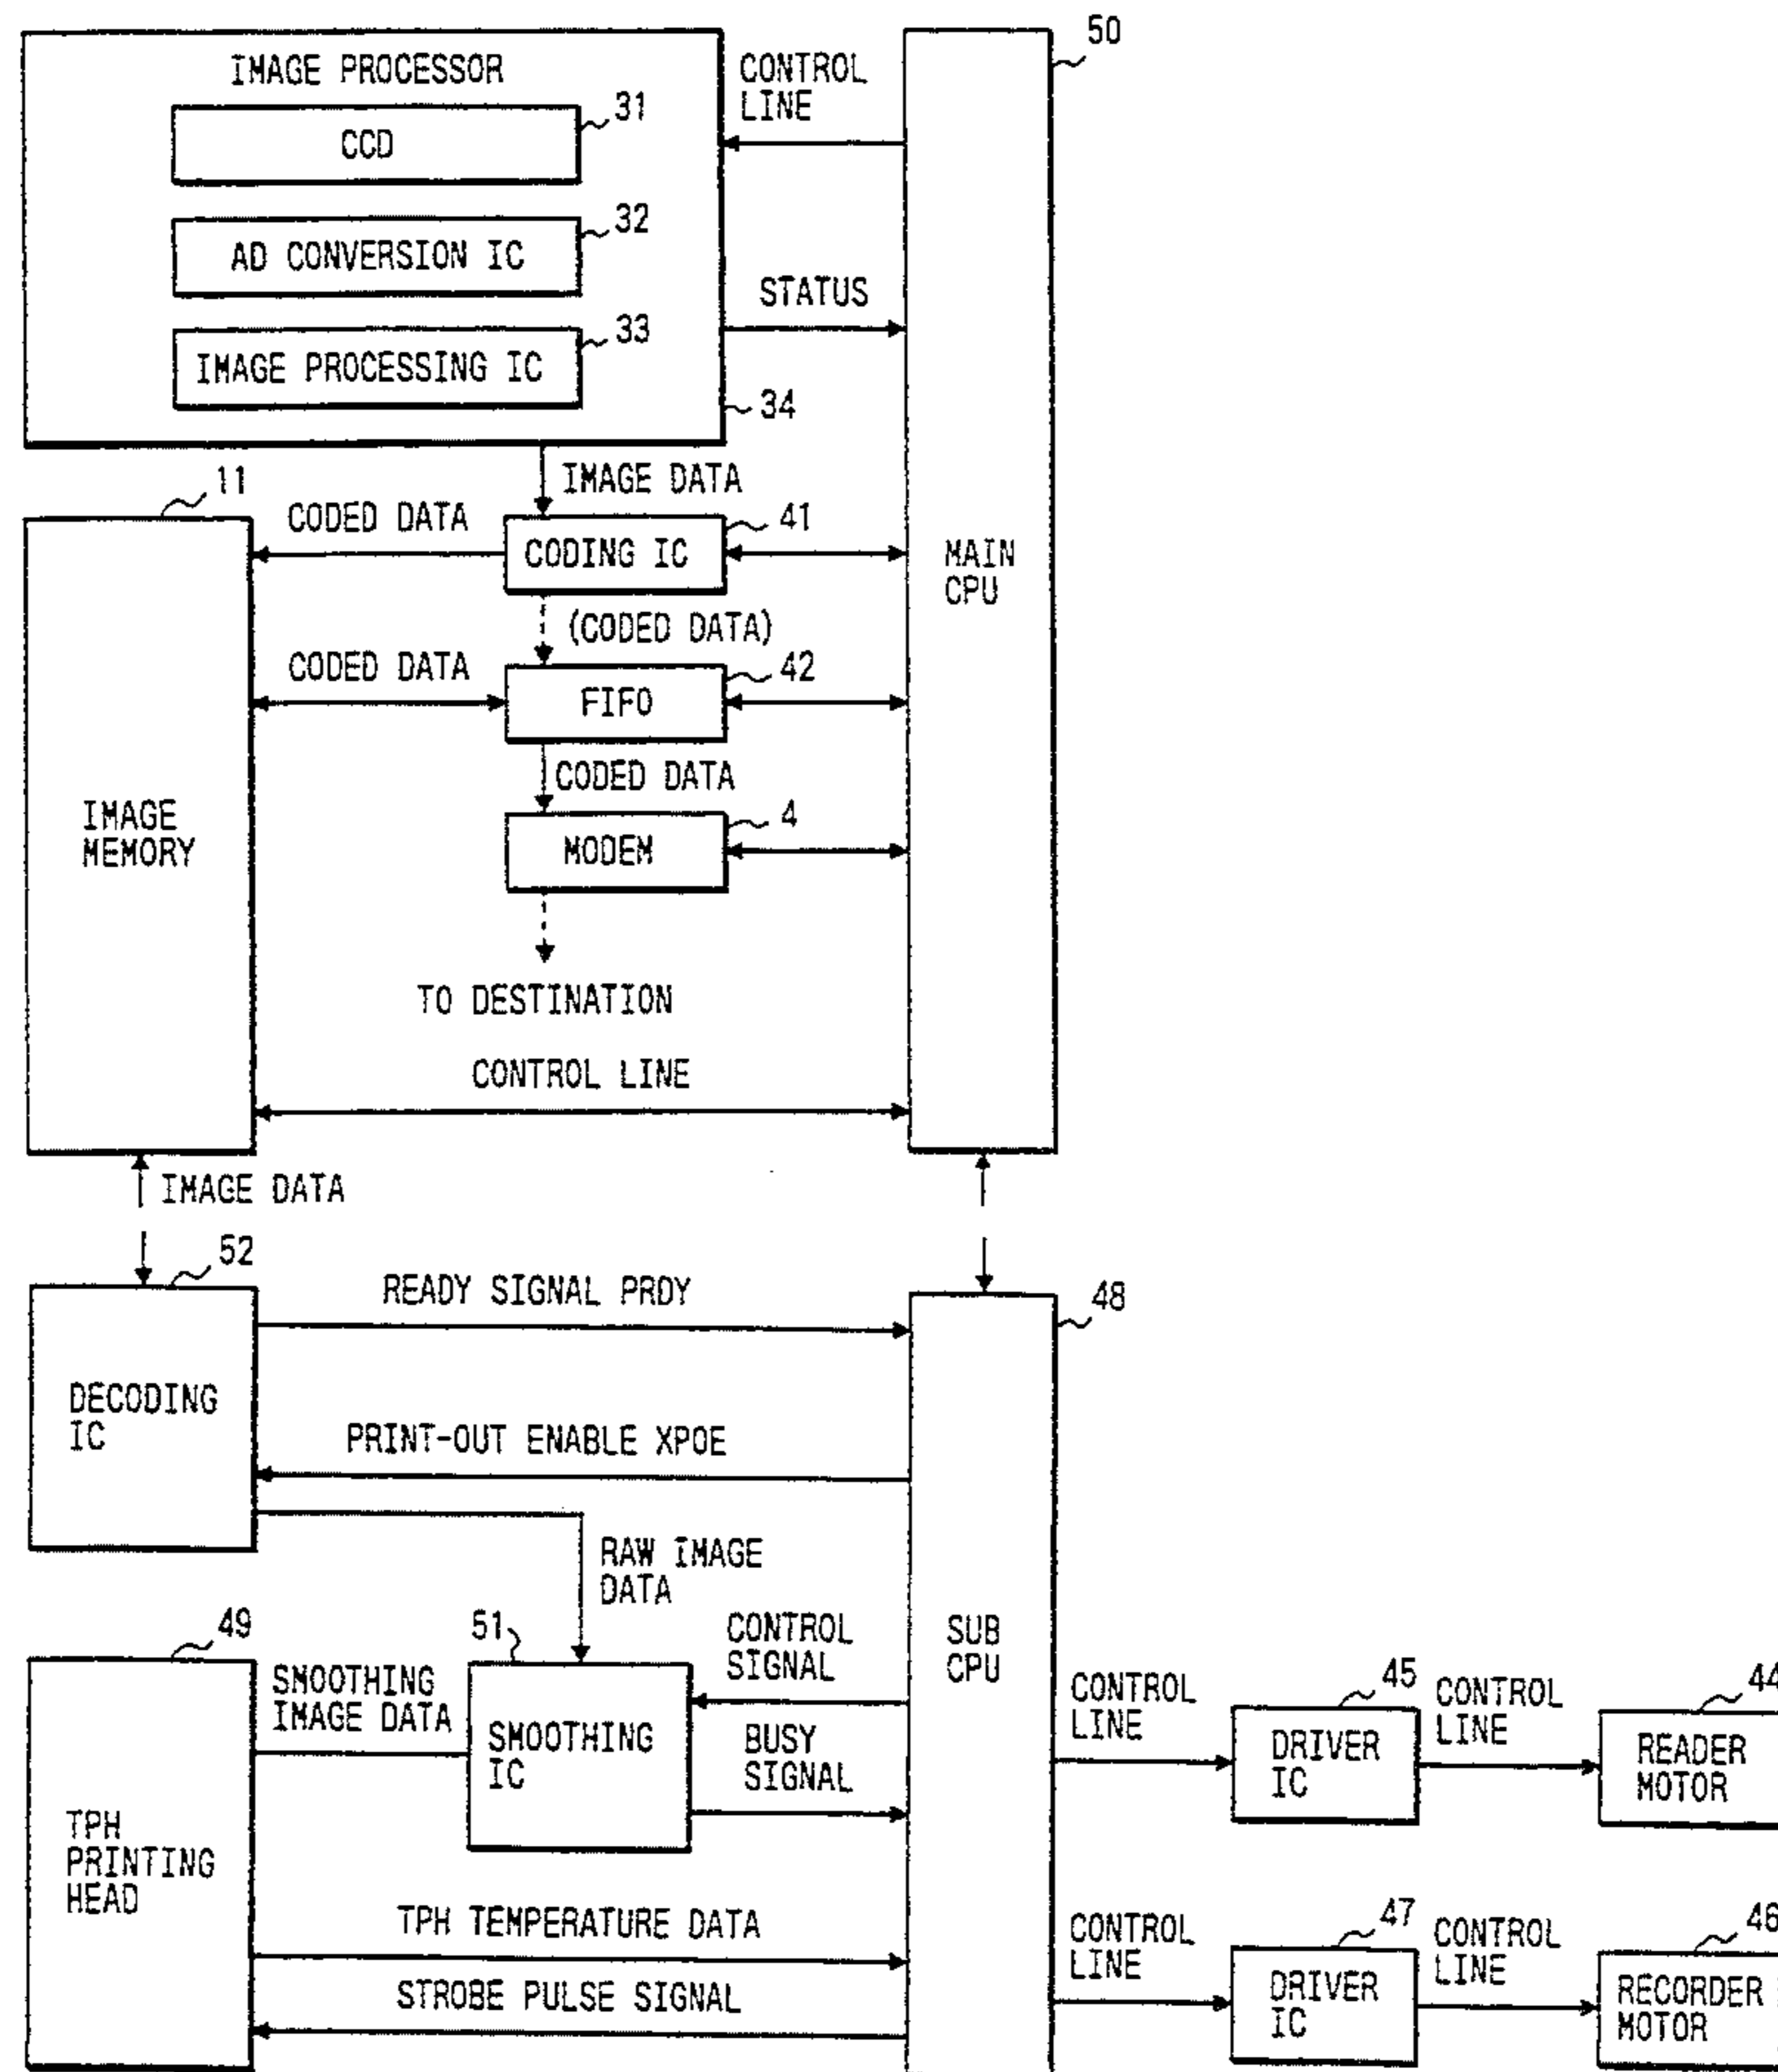 IMAGE PROCESSOR
CCD
31
AD CONVERSION IC
32
IMAGE PROCESSING IC
33
34
CONTROL
LINE
STATUS
50
MAIN
CPU
IMAGE DATA
11
CODED DATA
CODING IC
41
(CODED DATA)
CODED DATA
FIFO
42
CODED DATA
IMAGE
MEMORY
MODEM
4
TO DESTINATION
CONTROL LINE
IMAGE DATA
52
DECODING
IC
READY SIGNAL PRDY
48
PRINT-OUT ENABLE XPOE
RAW IMAGE
DATA
SUB
CPU
49
TPH
PRINTING
HEAD
SMOOTHING
IMAGE DATA
51
SMOOTHING
IC
CONTROL
SIGNAL
BUSY
SIGNAL
TPH TEMPERATURE DATA
STROBE PULSE SIGNAL
CONTROL
LINE
45
DRIVER
IC
CONTROL
LINE
44
READER
MOTOR
CONTROL
LINE
47
DRIVER
IC
CONTROL
LINE
46
RECORDER
MOTOR